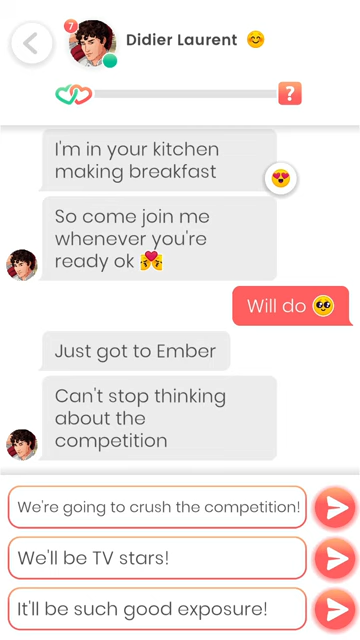 7
Didier Laurent 😊
?
I'm in your kitchen
making breakfast
So come join me
whenever you're
ready ok
Will do
Just got to Ember
Can't stop thinking
about the
competition
We're going to crush the competition!
We'll be TV stars!
It'll be such good exposure!